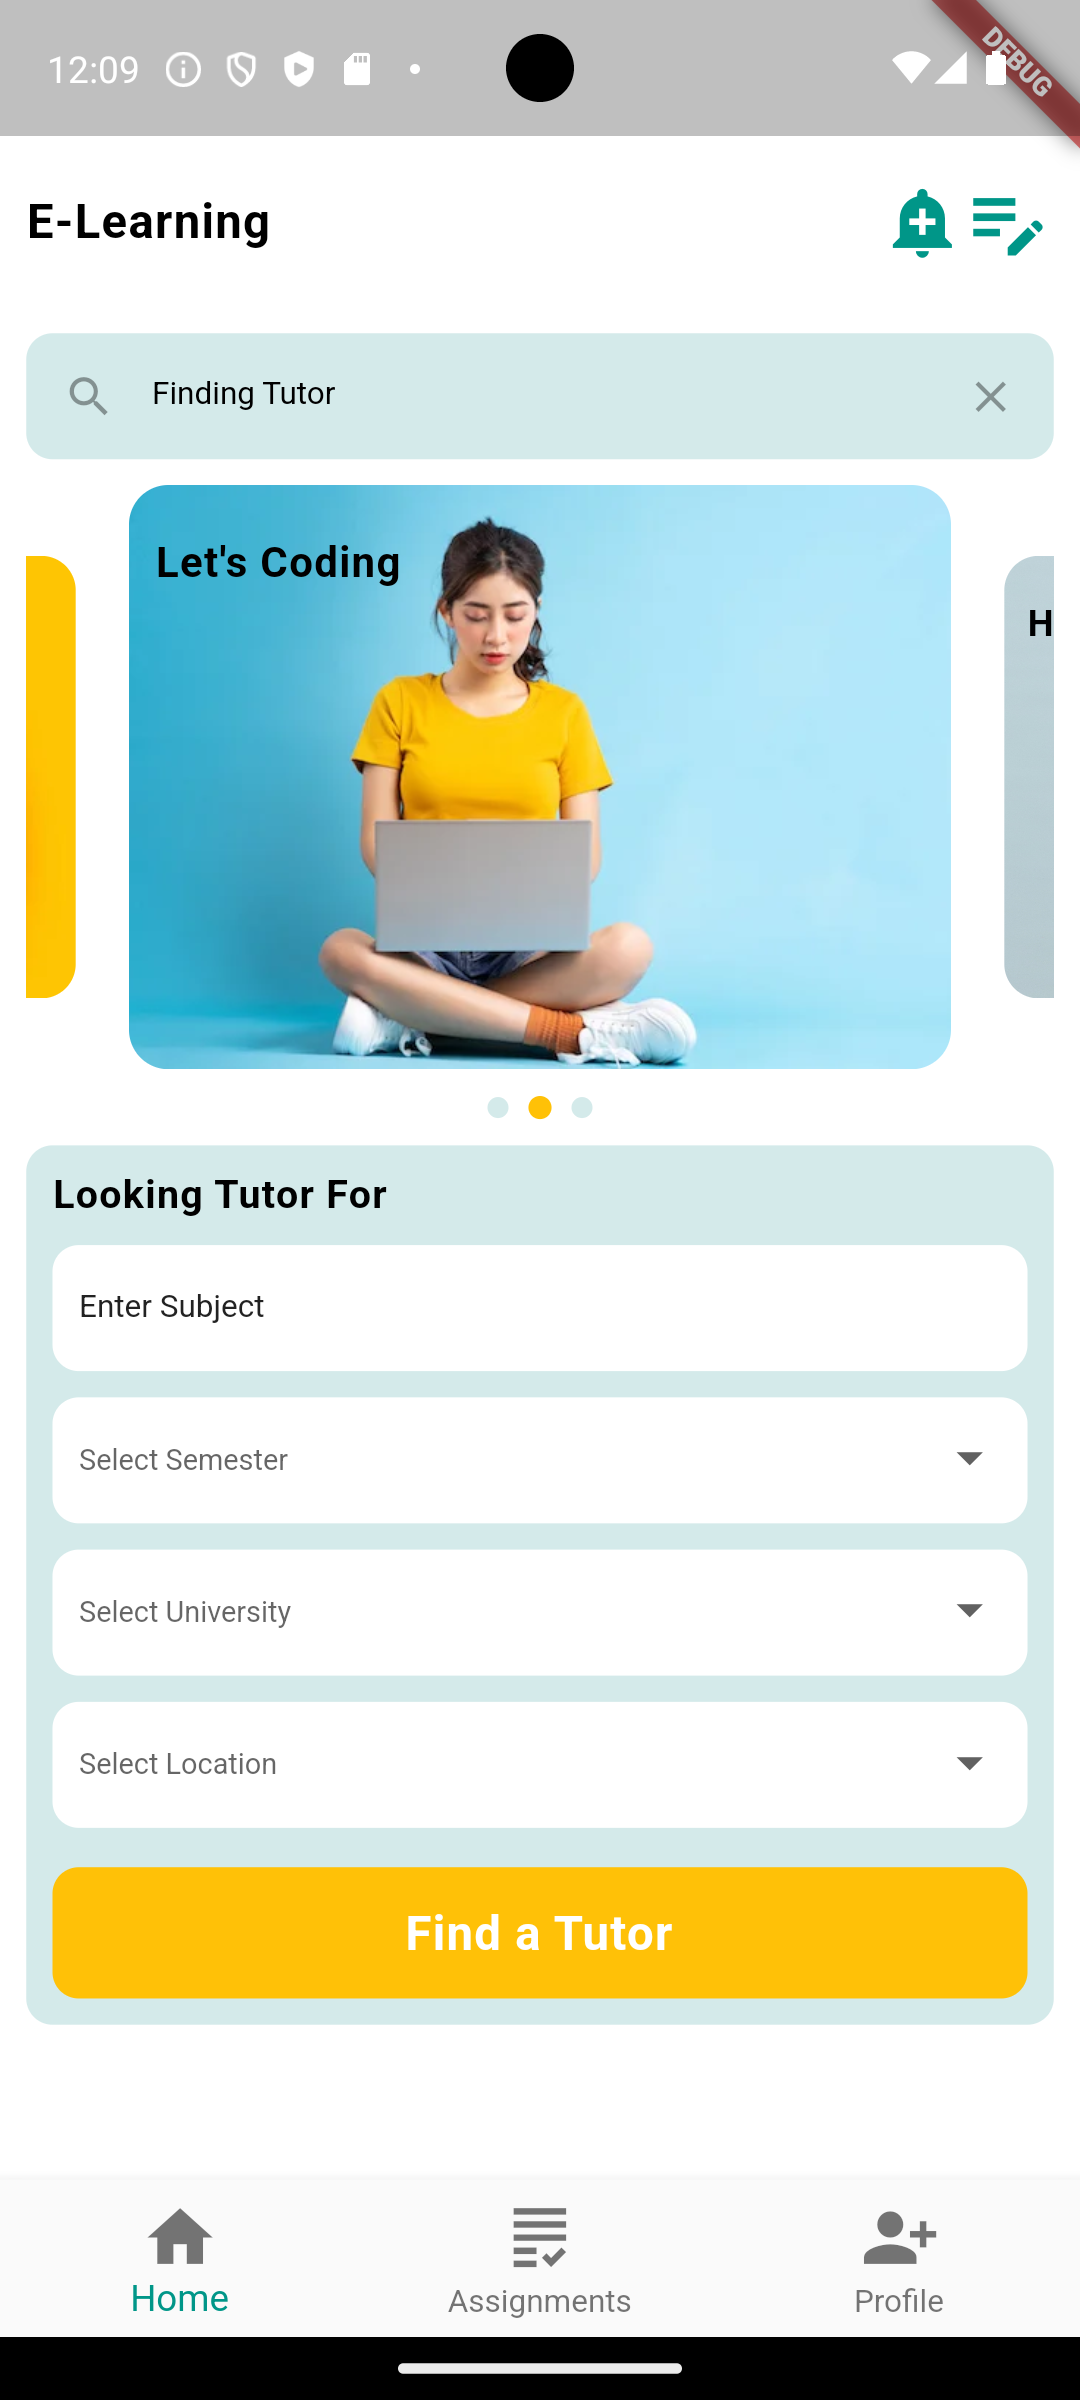 12:09
DEBUG
E-Learning
Finding Tutor
Let's Coding
H
Looking Tutor For
Enter Subject
Select Semester
Select University
Select Location
Find a Tutor
Home
Assignments
Profile